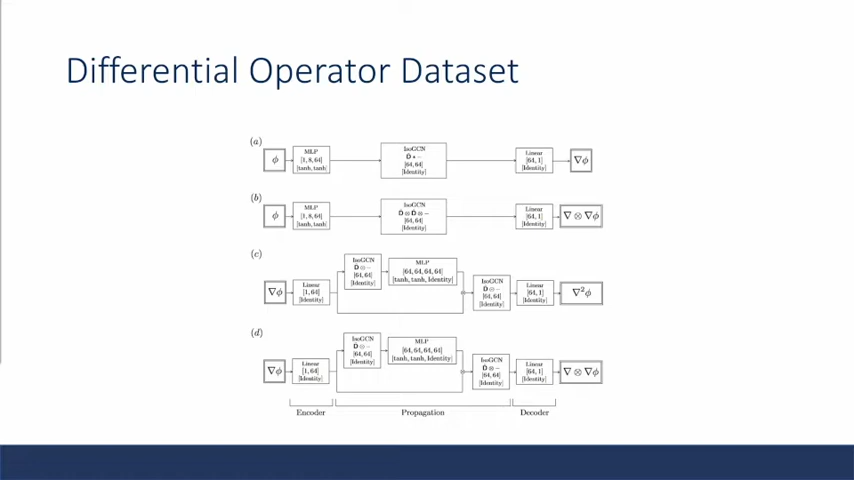 Differential Operator Dataset
(a)
ϕ
MLP
[1, 8, 64]
[tanh, tanh]
IsoGCN
[64, 64]
[Identity]
Linear
[64, 1]
[Identity]
∇ϕ
(b)
ϕ
MLP
[1, 8, 64]
[tanh, tanh]
IsoGCN
D̃ ⊗ D̃ ⊗ −
[64, 64]
[Identity]
Linear
[64, 1]
[Identity]
∇ ⊗ ∇ϕ
(c)
∇ϕ
Linear
[1, 64]
[Identity]
IsoGCN
[64, 64]
[Identity]
MLP
[64, 64, 64, 64]
[tanh, tanh, Identity]
IsoGCN
[64, 64]
[Identity]
Linear
[64, 1]
[Identity]
∇²ϕ
(d)
∇ϕ
Linear
[1, 64]
[Identity]
IsoGCN
[64, 64]
[Identity]
MLP
[64, 64, 64, 64]
[tanh, tanh, Identity]
IsoGCN
[64, 64]
[Identity]
Linear
[64, 1]
[Identity]
∇ ⊗ ∇ϕ
Encoder
Propagation
Decoder